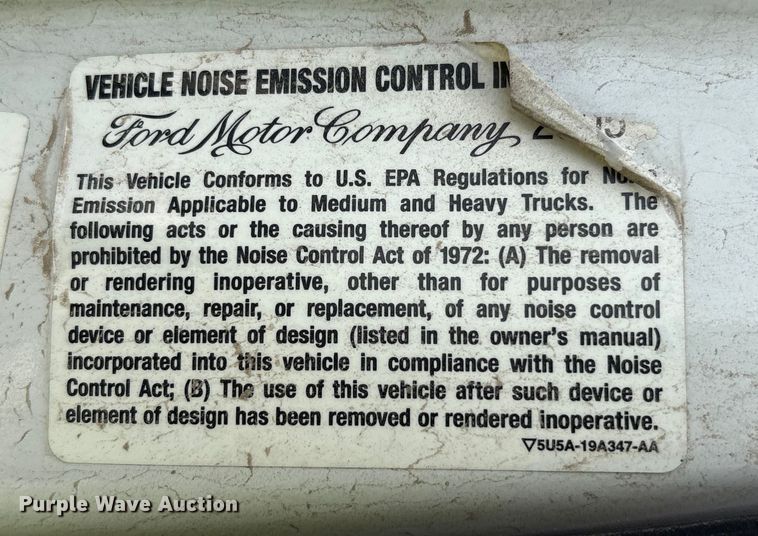 VEHICLE NOISE EMISSION CONTROL
Ford Motor Company
This Vehicle Conforms to U.S. EPA Regulations for
Emission Applicable to Medium and Heavy Trucks. The
following acts or the causing thereof by any person are
prohibited by the Noise Control Act of 1972: (A) The removal
or rendering inoperative, other than for purposes of
maintenance, repair, or replacement, of any noise control
device or element of design (listed in the owner's manual)
incorporated into this vehicle in compliance with the Noise
Control Act; (B) The use of this vehicle after such device or
element of design has been removed or rendered inoperative.
▽5U5A-19A347-AA
Purple Wave Auction